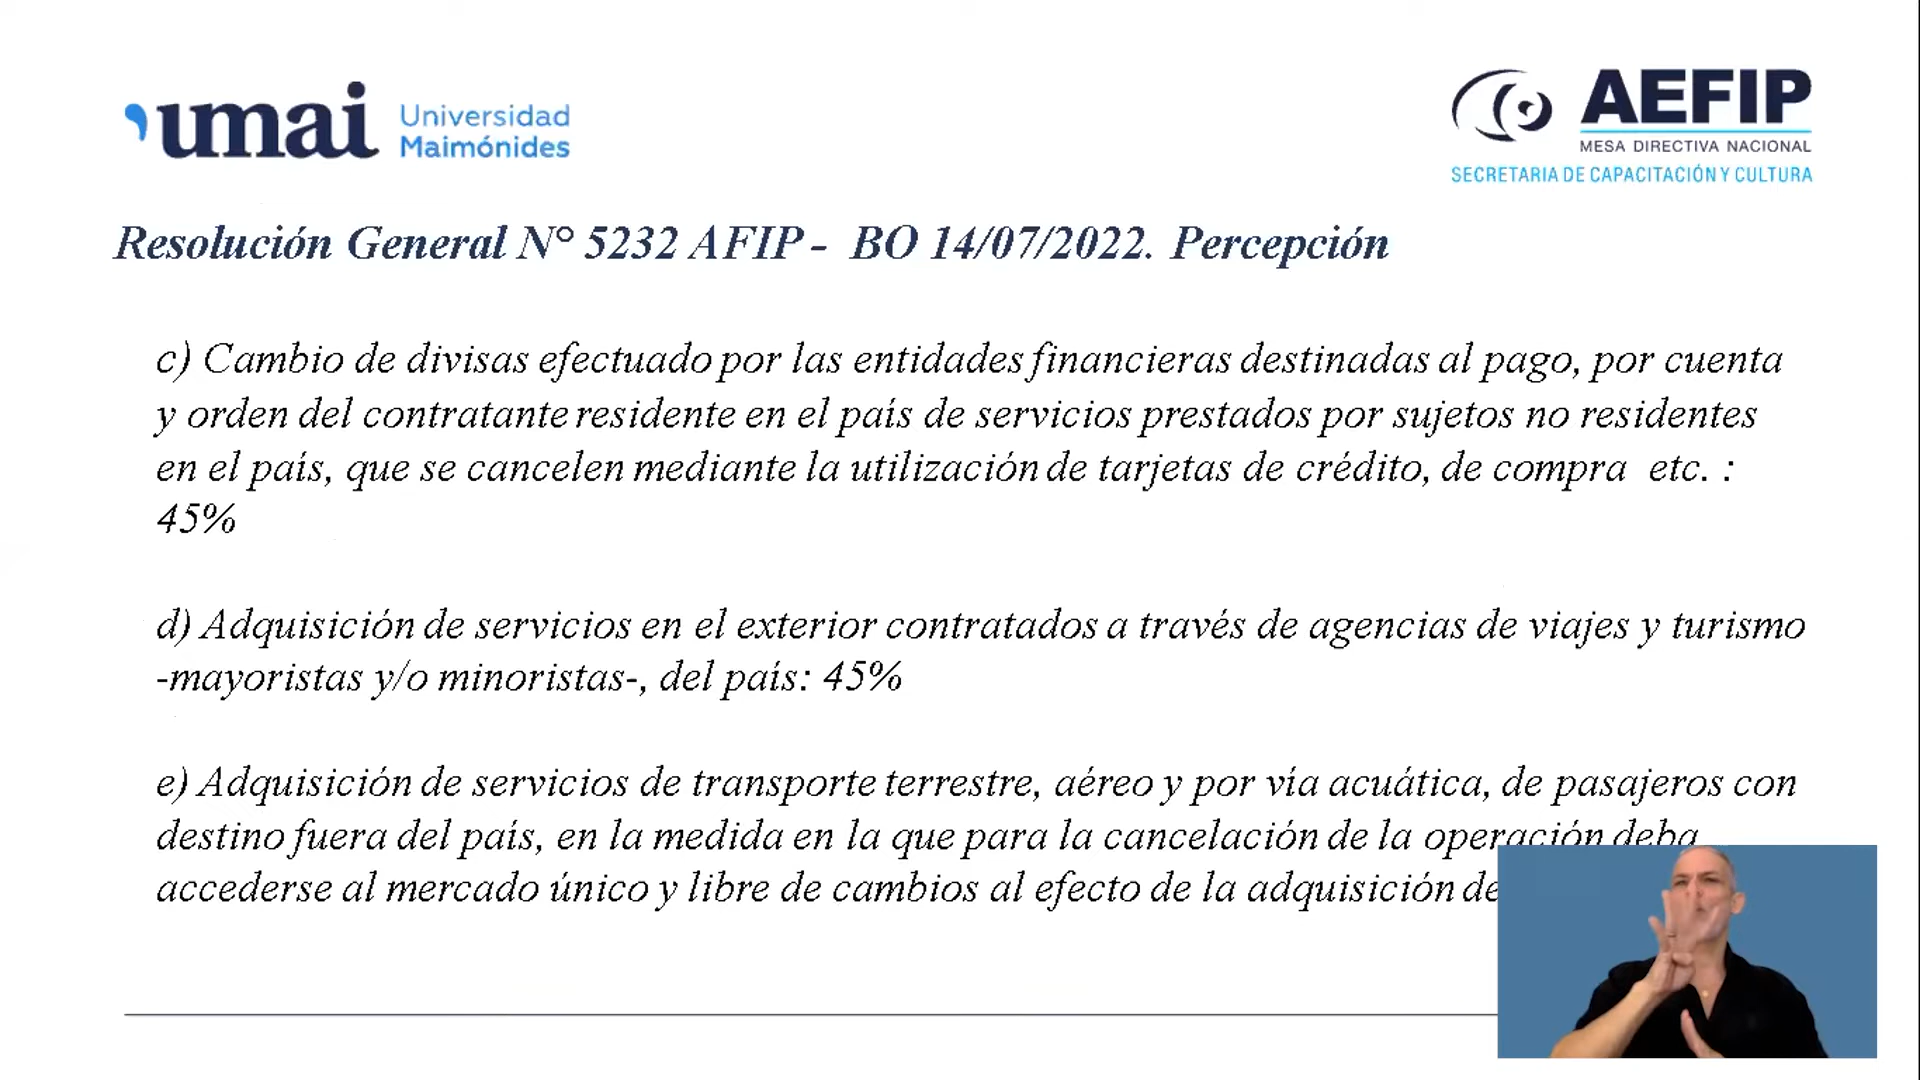 umai Universidad
Maimónides
AEFIP
MESA DIRECTIVA NACIONAL
SECRETARIA DE CAPACITACIÓN Y CULTURA
Resolución General N° 5232 AFIP - BO 14/07/2022. Percepción
c) Cambio de divisas efectuado por las entidades financieras destinadas al pago, por cuenta
y orden del contratante residente en el país de servicios prestados por sujetos no residentes
en el país, que se cancelen mediante la utilización de tarjetas de crédito, de compra etc. :
45%
d) Adquisición de servicios en el exterior contratados a través de agencias de viajes y turismo
-mayoristas y/o minoristas-, del país: 45%
e) Adquisición de servicios de transporte terrestre, aéreo y por vía acuática, de pasajeros con
destino fuera del país, en la medida en la que para la cancelación de la operación deba
accederse al mercado único y libre de cambios al efecto de la adquisición de